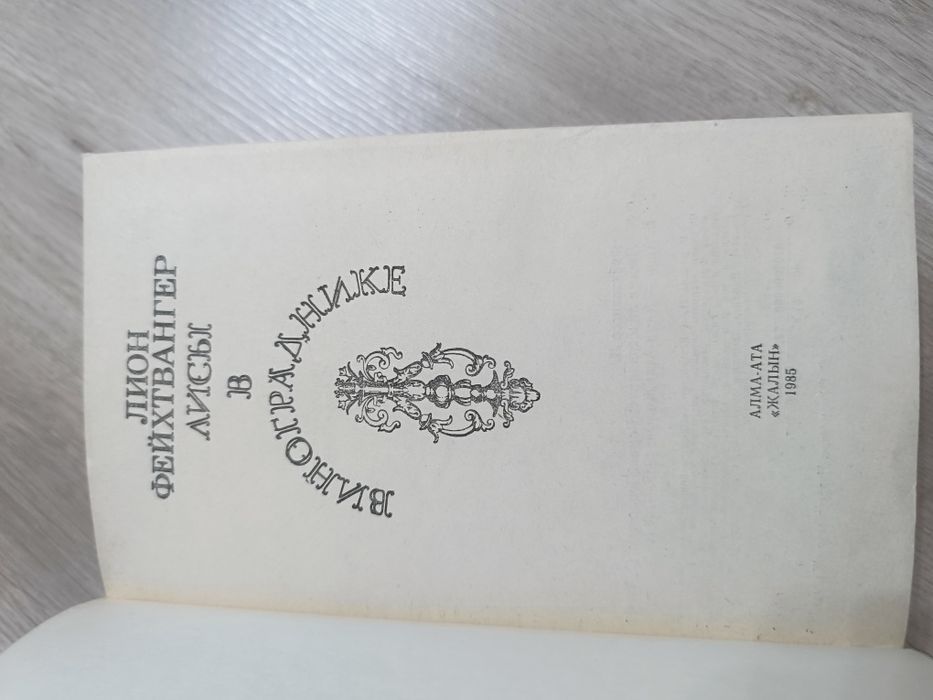 ЛИОН
ФЕЙХТВАНГЕР
ЛИСЫ
В
ВИНОГРАДНИКЕ
АЛМА-АТА
«ЖАЛЫН»
1985